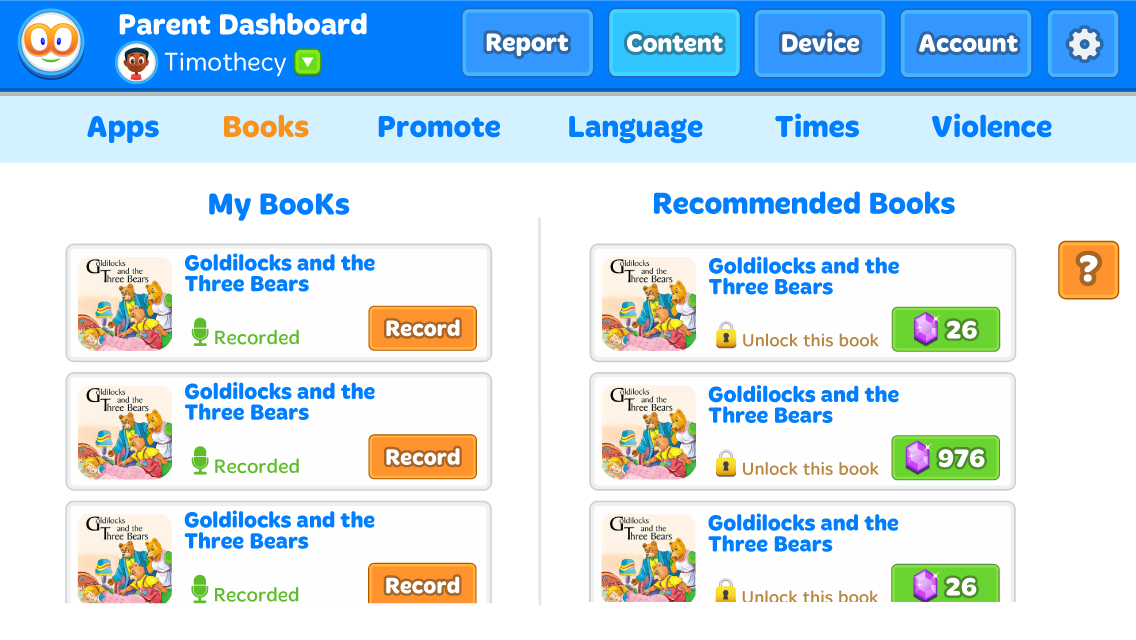 Parent Dashboard
Timothecy
Report
Content
Device
Account
Apps
Books
Promote
Language
Times
Violence
My BooKs
Goldilocks
and the
Three Bears
Goldilocks and the
Three Bears
Recorded
Record
Goldilocks
and the
Three Bears
Goldilocks and the
Three Bears
Recorded
Record
Goldilocks
and the
Three Bears
Goldilocks and the
Three Bears
Recorded
Record
Recommended Books
Goldilocks
and the
Three Bears
Goldilocks and the
Three Bears
Unlock this book
26
Goldilocks
and the
Three Bears
Goldilocks and the
Three Bears
Unlock this book
976
Goldilocks
and the
Three Bears
Goldilocks and the
Three Bears
Unlock this book
26
?